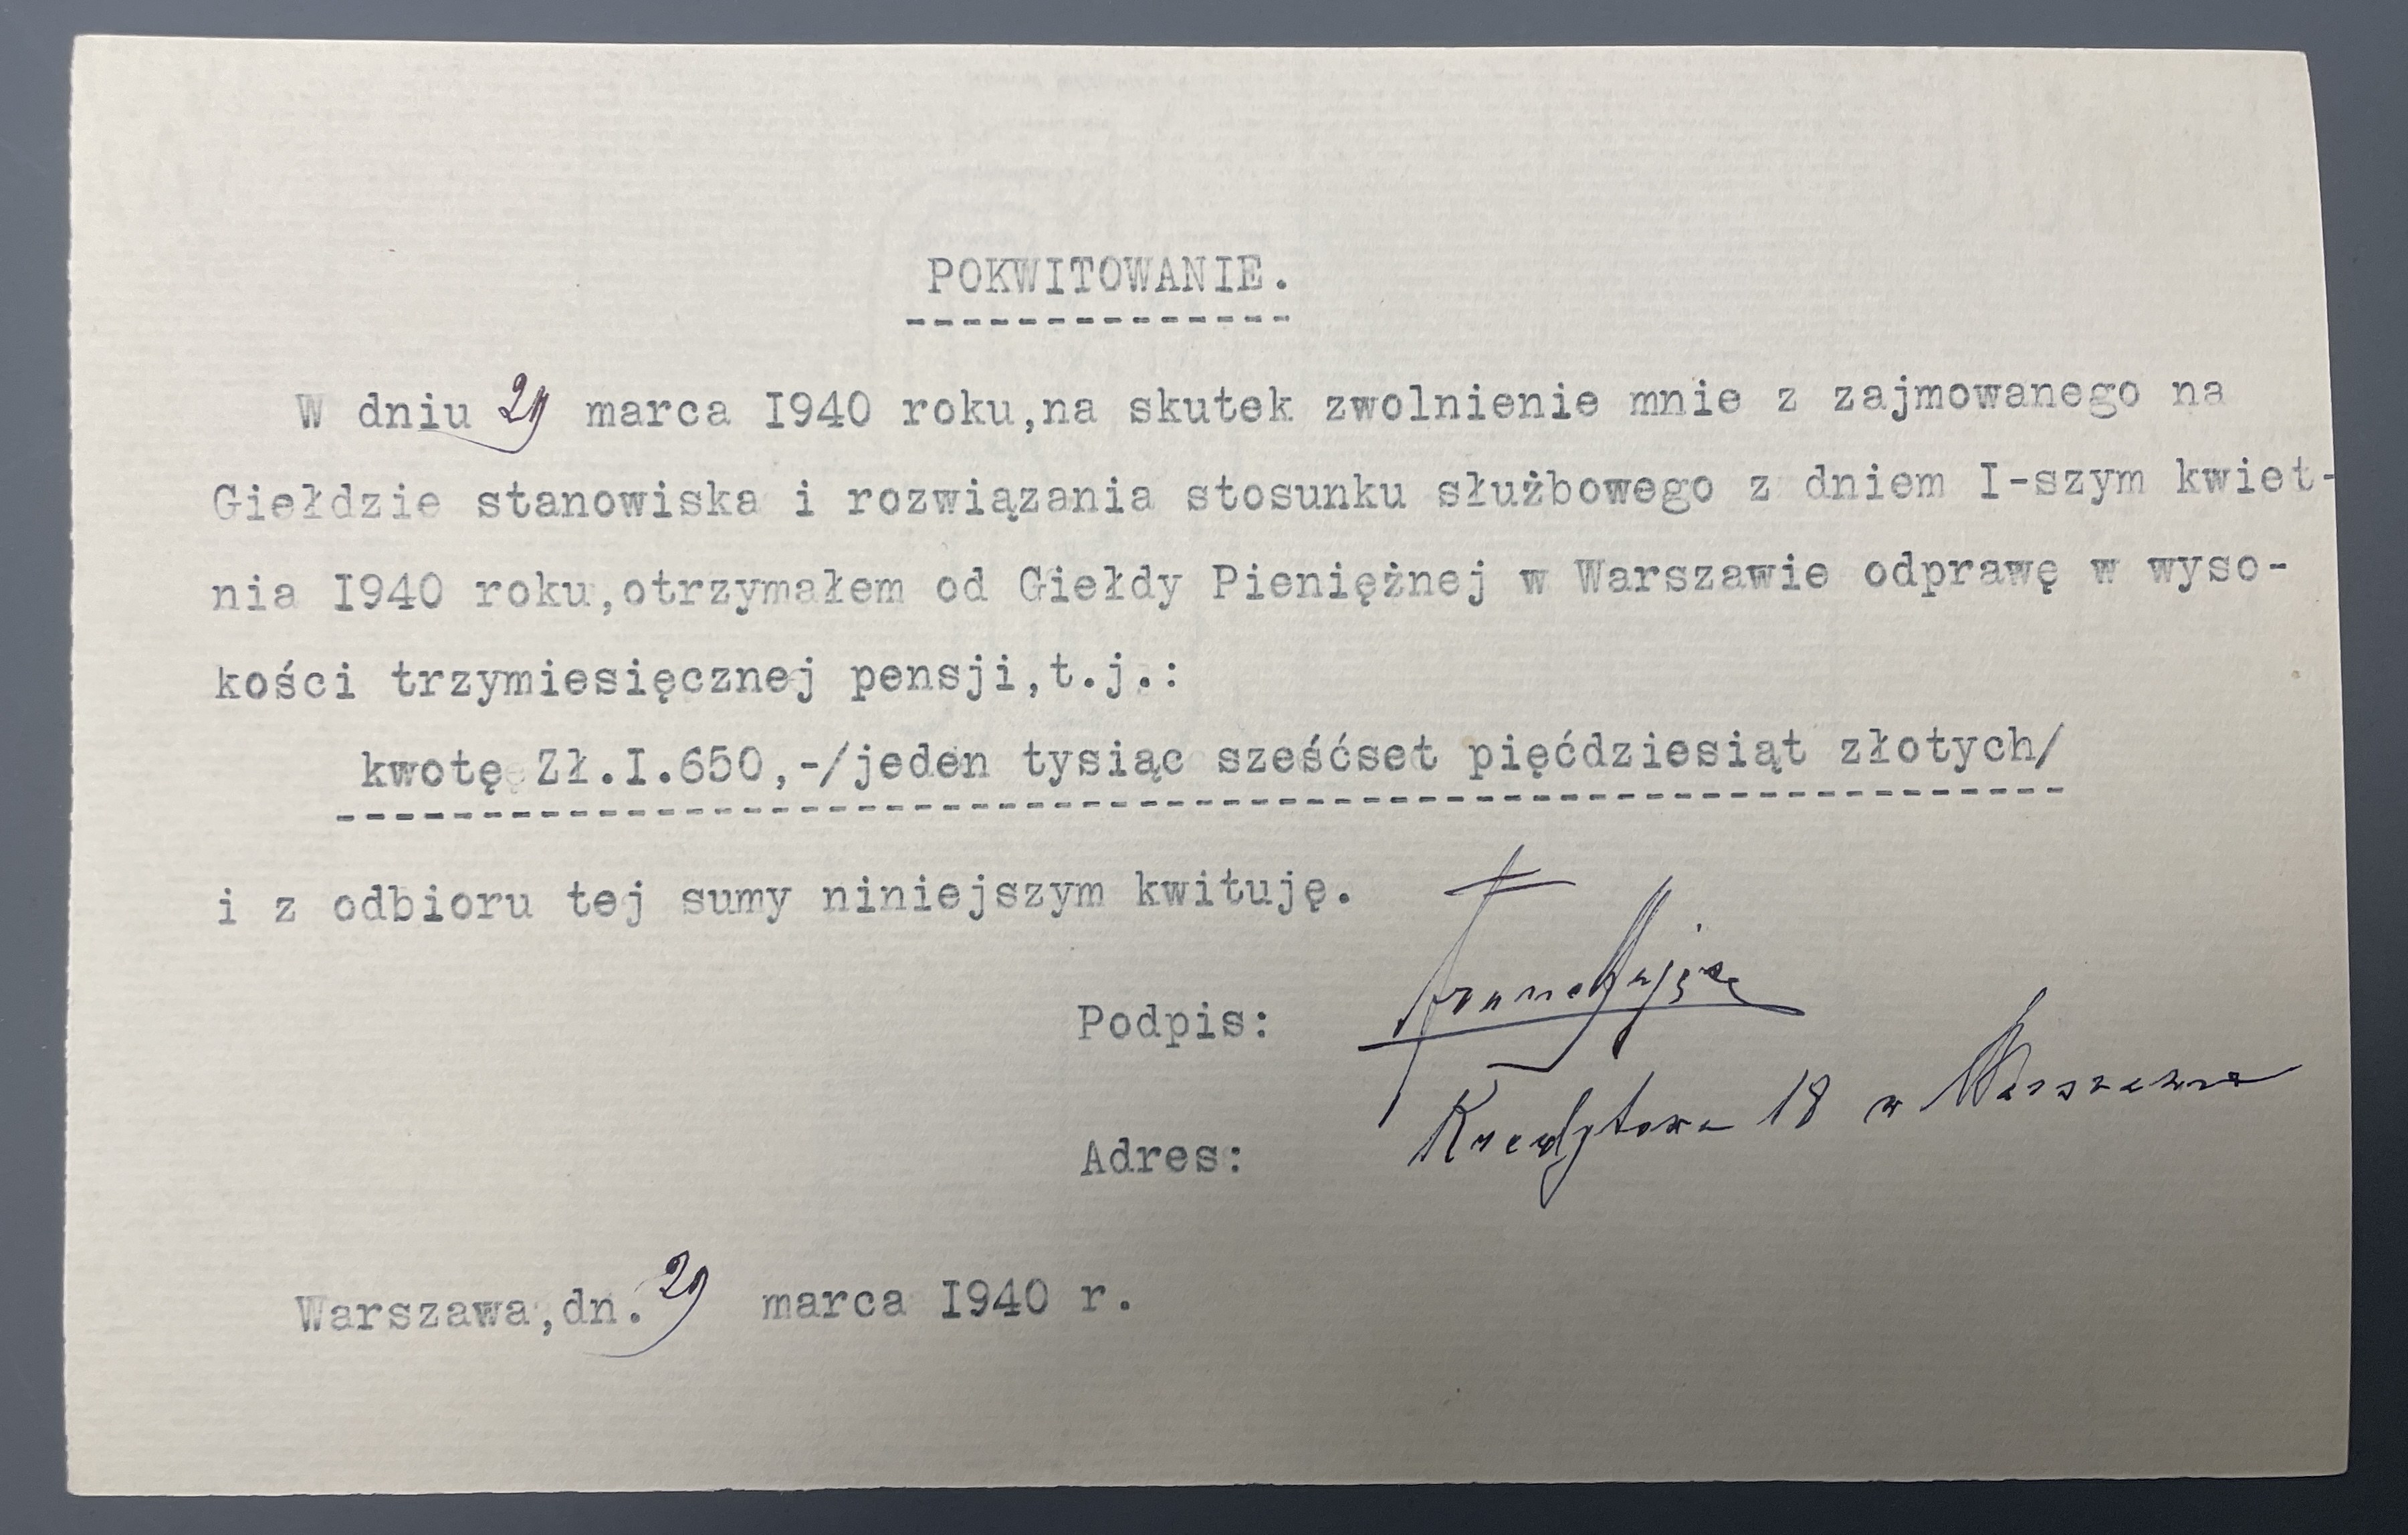 POKWITOWANIE.
W dniu 29 marca I940 roku,na skutek zwolnienie mnie z zajmowanego na
Giełdzie stanowiska i rozwiązania stosunku służbowego z dniem I-szym kwiet-
nia I940 roku,otrzymałem od Giełdy Pieniężnej w Warszawie odprawę w wyso-
kości trzymiesięcznej pensji,t.j.:
kwotę Zł.I.650,-/jeden tysiąc sześćset pięćdziesiąt złotych/
i z odbioru tej sumy niniejszym kwituję.
Podpis:
Adres: Kredytowa 18 w Warszawie
Warszawa,dn. 29 marca I940 r.